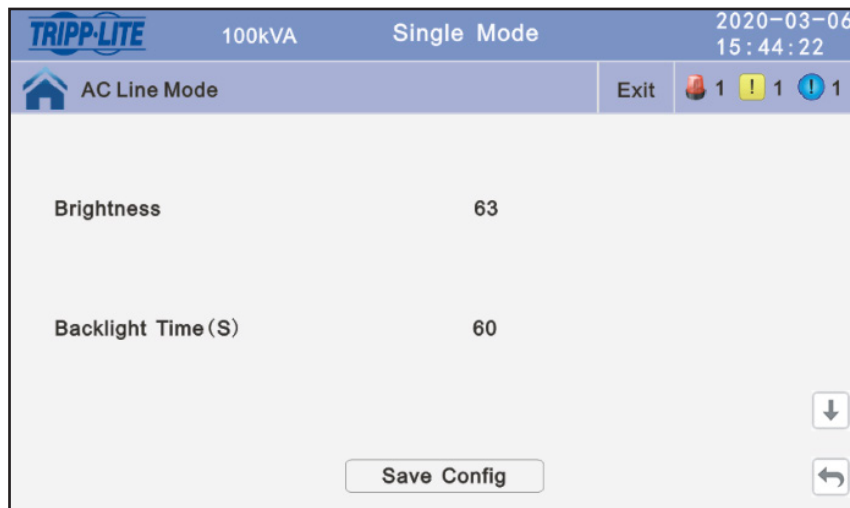 TRIPP·LITE 100kVA Single Mode 2020-03-06
15:44:22
AC Line Mode Exit 1 ! 1 ! 1
Brightness 63
Backlight Time(S) 60
Save Config